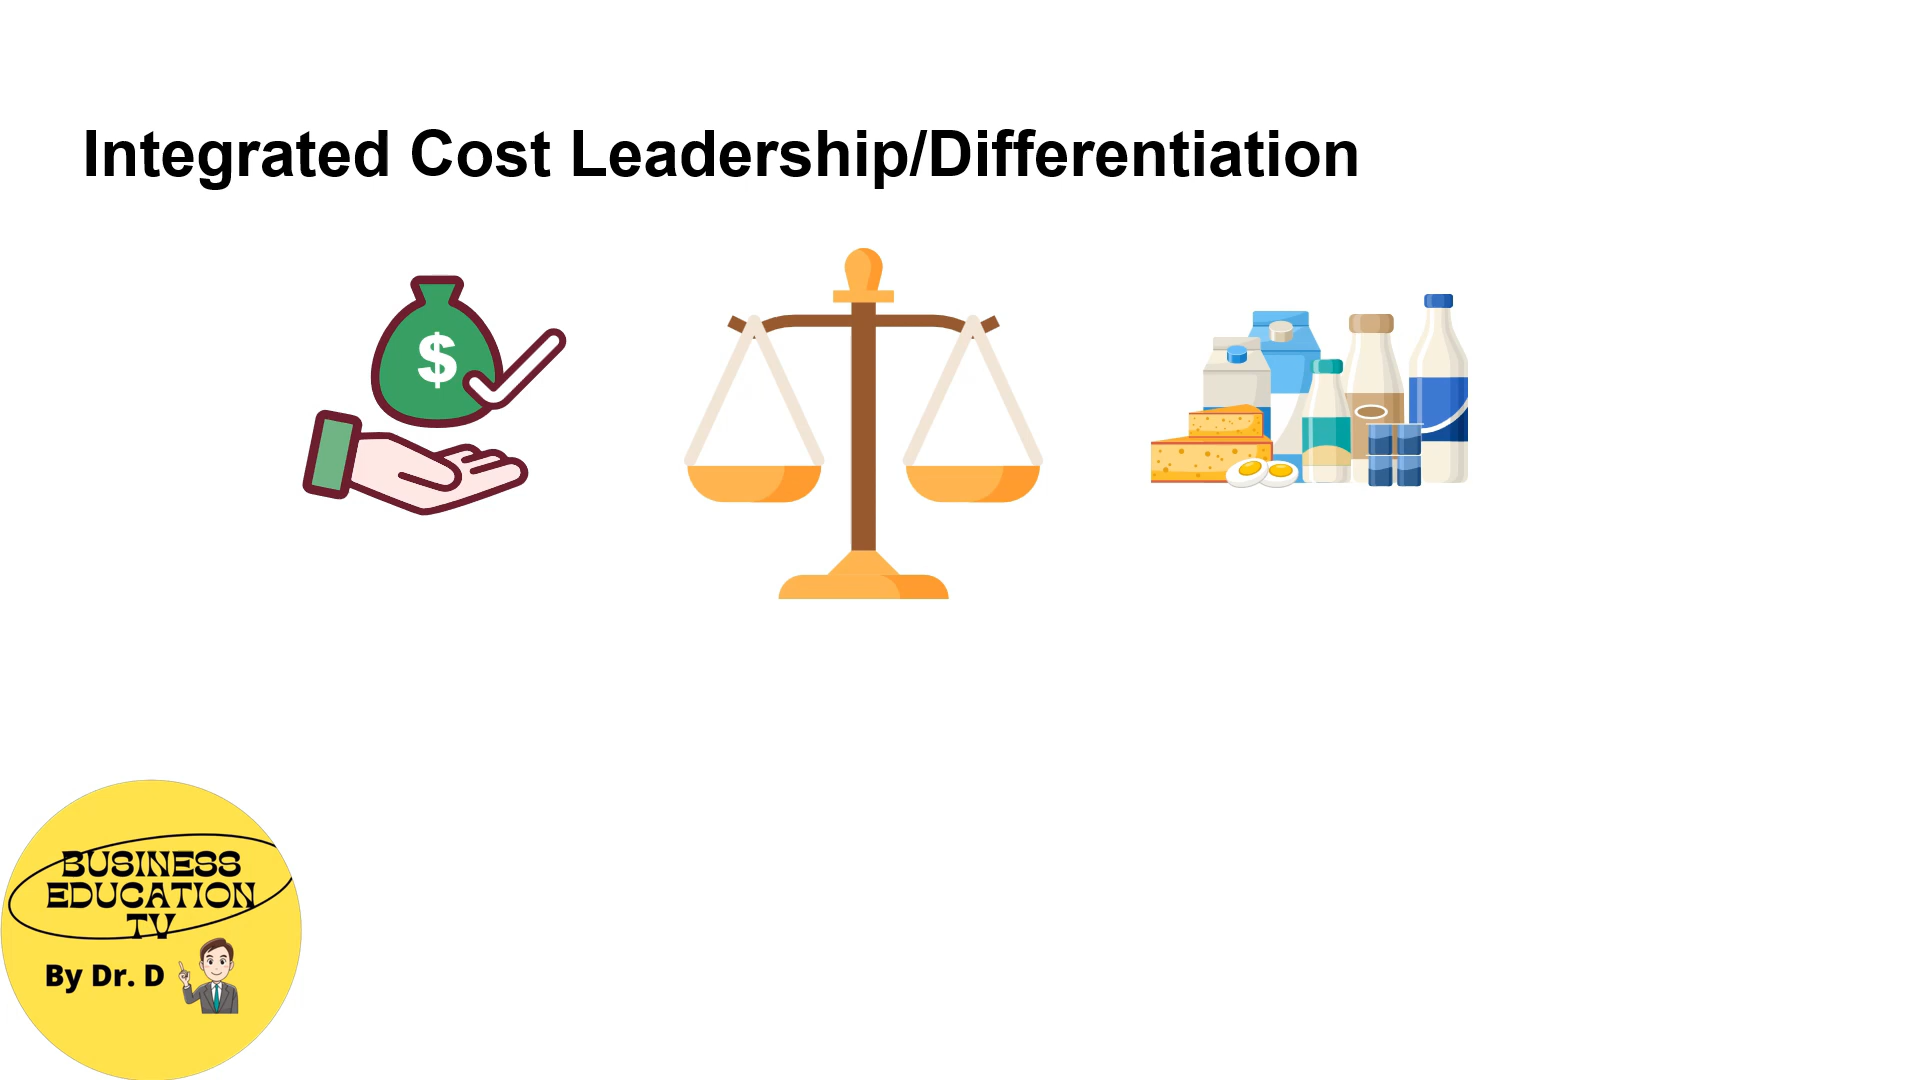 Integrated Cost Leadership/Differentiation
$
BUSINESS
EDUCATION
TV
By Dr. D